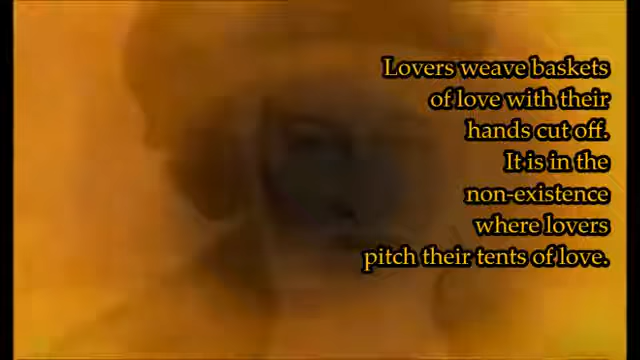 Lovers weave baskets
of love with their
hands cut off.
It is in the
non-existence
where lovers
pitch their tents of love.